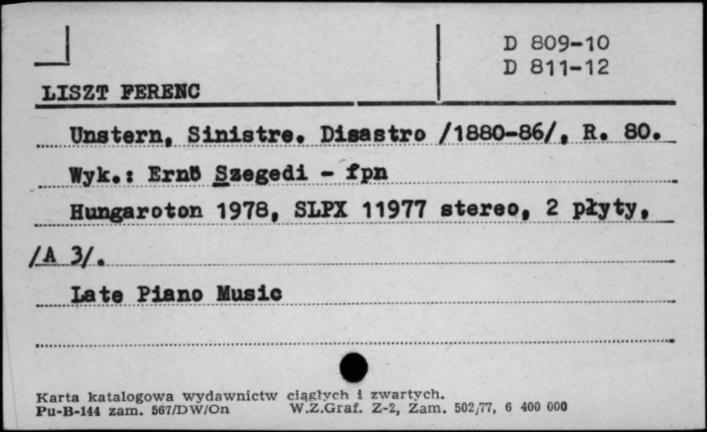 D 809-10
D 811-12
LISZT FERENC
Unstern, Sinistre. Disastro /1880-86/, R. 80.
Wyk.: Ernö Szegedi - fpn
Hungaroton 1978, SLPX 11977 stereo, 2 płyty,
/A 3/.
Late Piano Music
Karta katalogowa wydawnictw ciągłych i zwartych.
Pu-B-144 zam. 567/DW/On W.Z.Graf. Z-2, Zam. 502/77, 6 400 000